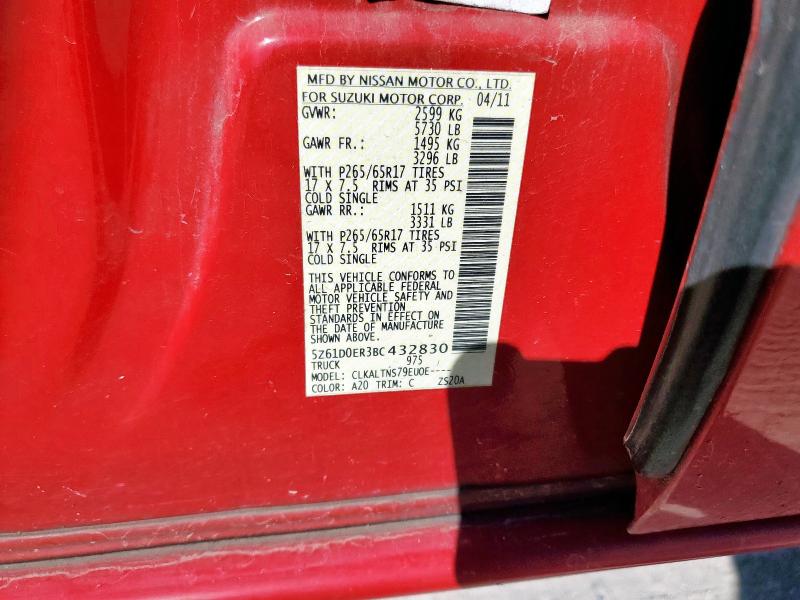 MFD BY NISSAN MOTOR CO., LTD.
FOR SUZUKI MOTOR CORP. 04/11
GVWR: 2599 KG
5730 LB
GAWR FR.: 1495 KG
3296 LB
WITH P265/65R17 TIRES
17 X 7.5 RIMS AT 35 PSI
COLD SINGLE
GAWR RR.: 1511 KG
3331 LB
WITH P265/65R17 TIRES
17 X 7.5 RIMS AT 35 PSI
COLD SINGLE
THIS VEHICLE CONFORMS TO
ALL APPLICABLE FEDERAL
MOTOR VEHICLE SAFETY AND
THEFT PREVENTION
STANDARDS IN EFFECT ON
THE DATE OF MANUFACTURE
SHOWN ABOVE.
5Z61D0ER3BC432830
TRUCK 975
MODEL: CLKALTNS79EUOE----
COLOR: A20 TRIM: C ZS20A